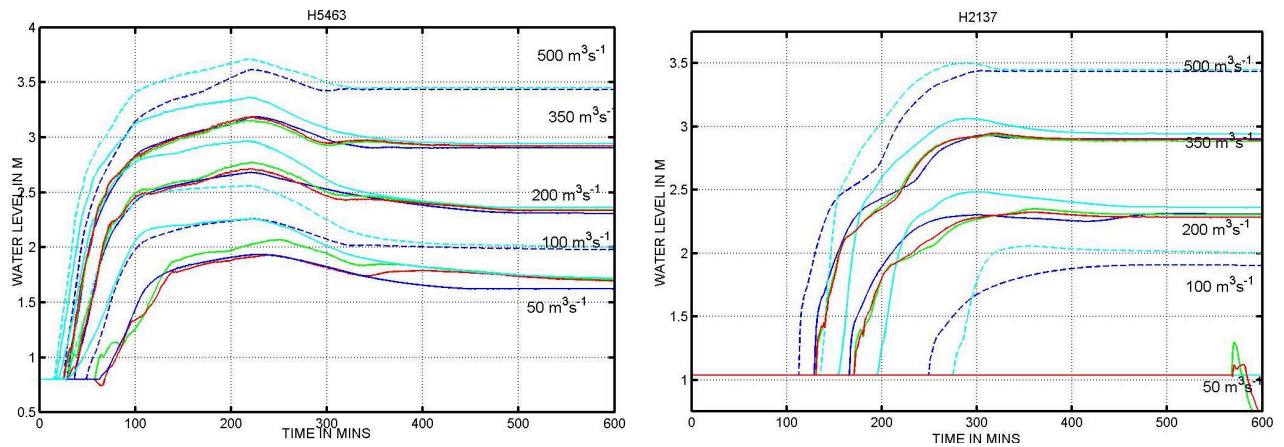 H5463
4
3.5
3
2.5
2
1.5
1
0.5
WATER LEVEL IN M
500 m³s⁻¹
350 m³s⁻¹
200 m³s⁻¹
100 m³s⁻¹
50 m³s⁻¹
0 100 200 300 400 500 600
TIME IN MINS
H2137
3.5
3
2.5
2
1.5
1
WATER LEVEL IN M
500 m³s⁻¹
350 m³s⁻¹
200 m³s⁻¹
100 m³s⁻¹
50 m³s⁻¹
0 100 200 300 400 500 600
TIME IN MINS